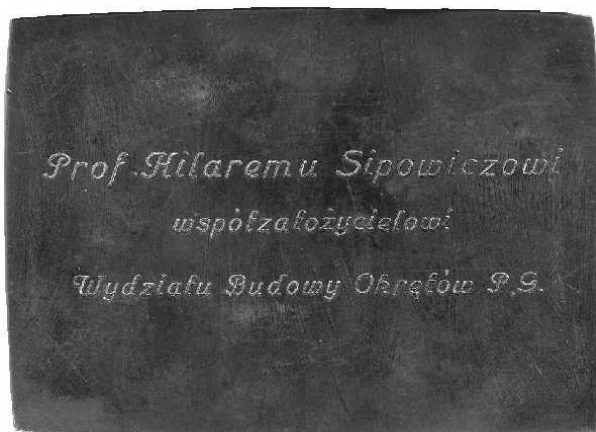 Prof. Hilaremu Sipowiczowi
współzałożycielowi
Wydziału Budowy Okrętów P.G.